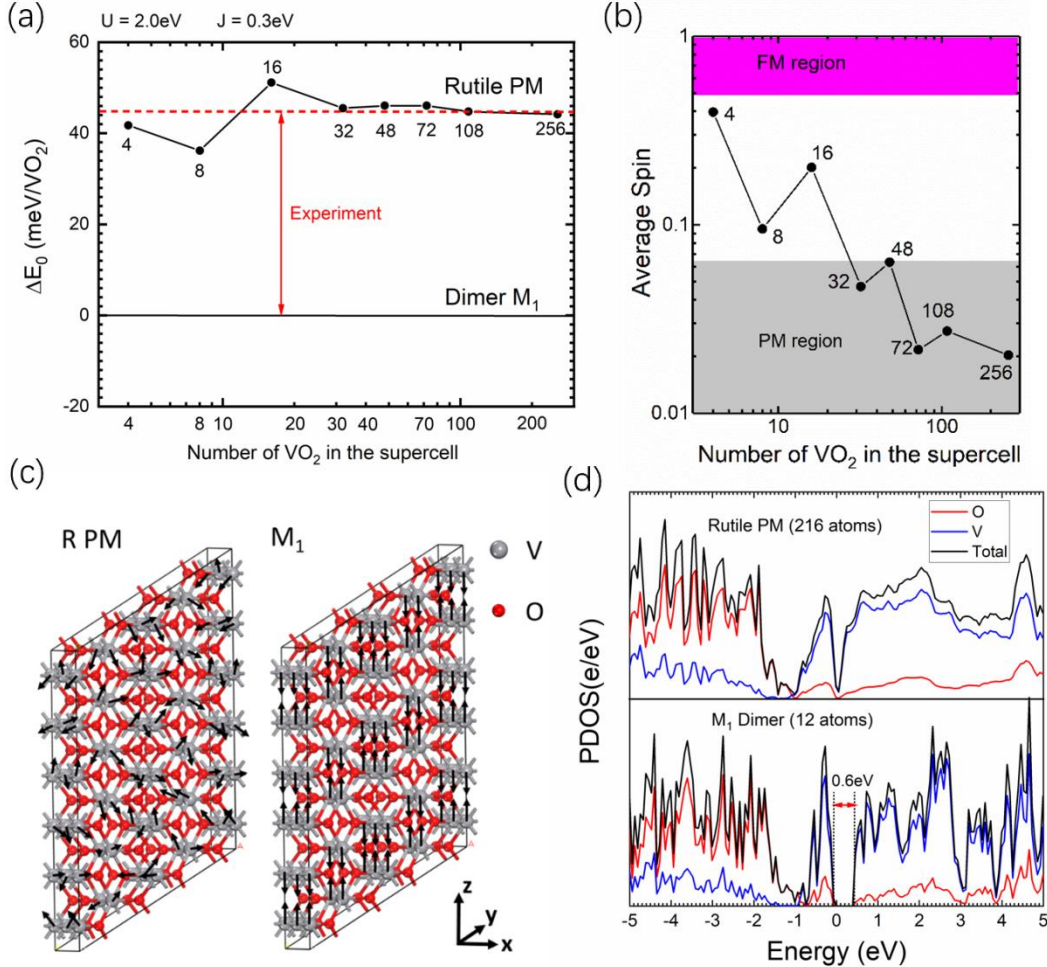 (a)
U = 2.0eV J = 0.3eV
60
40
20
0
-20
ΔE₀ (meV/VO₂)
4
8
16
32
48
72
108
256
Rutile PM
Experiment
Dimer M₁
4 8 10 20 30 40 70 100 200
Number of VO₂ in the supercell
(b)
1
0.1
0.01
Average Spin
FM region
4
8
16
32
48
72
108
256
PM region
10 100
Number of VO₂ in the supercell
(c)
R PM
M₁
V
O
z
y
x
(d)
O
V
Total
Rutile PM (216 atoms)
M₁ Dimer (12 atoms)
0.6eV
PDOS(e/eV)
-5 -4 -3 -2 -1 0 1 2 3 4 5
Energy (eV)